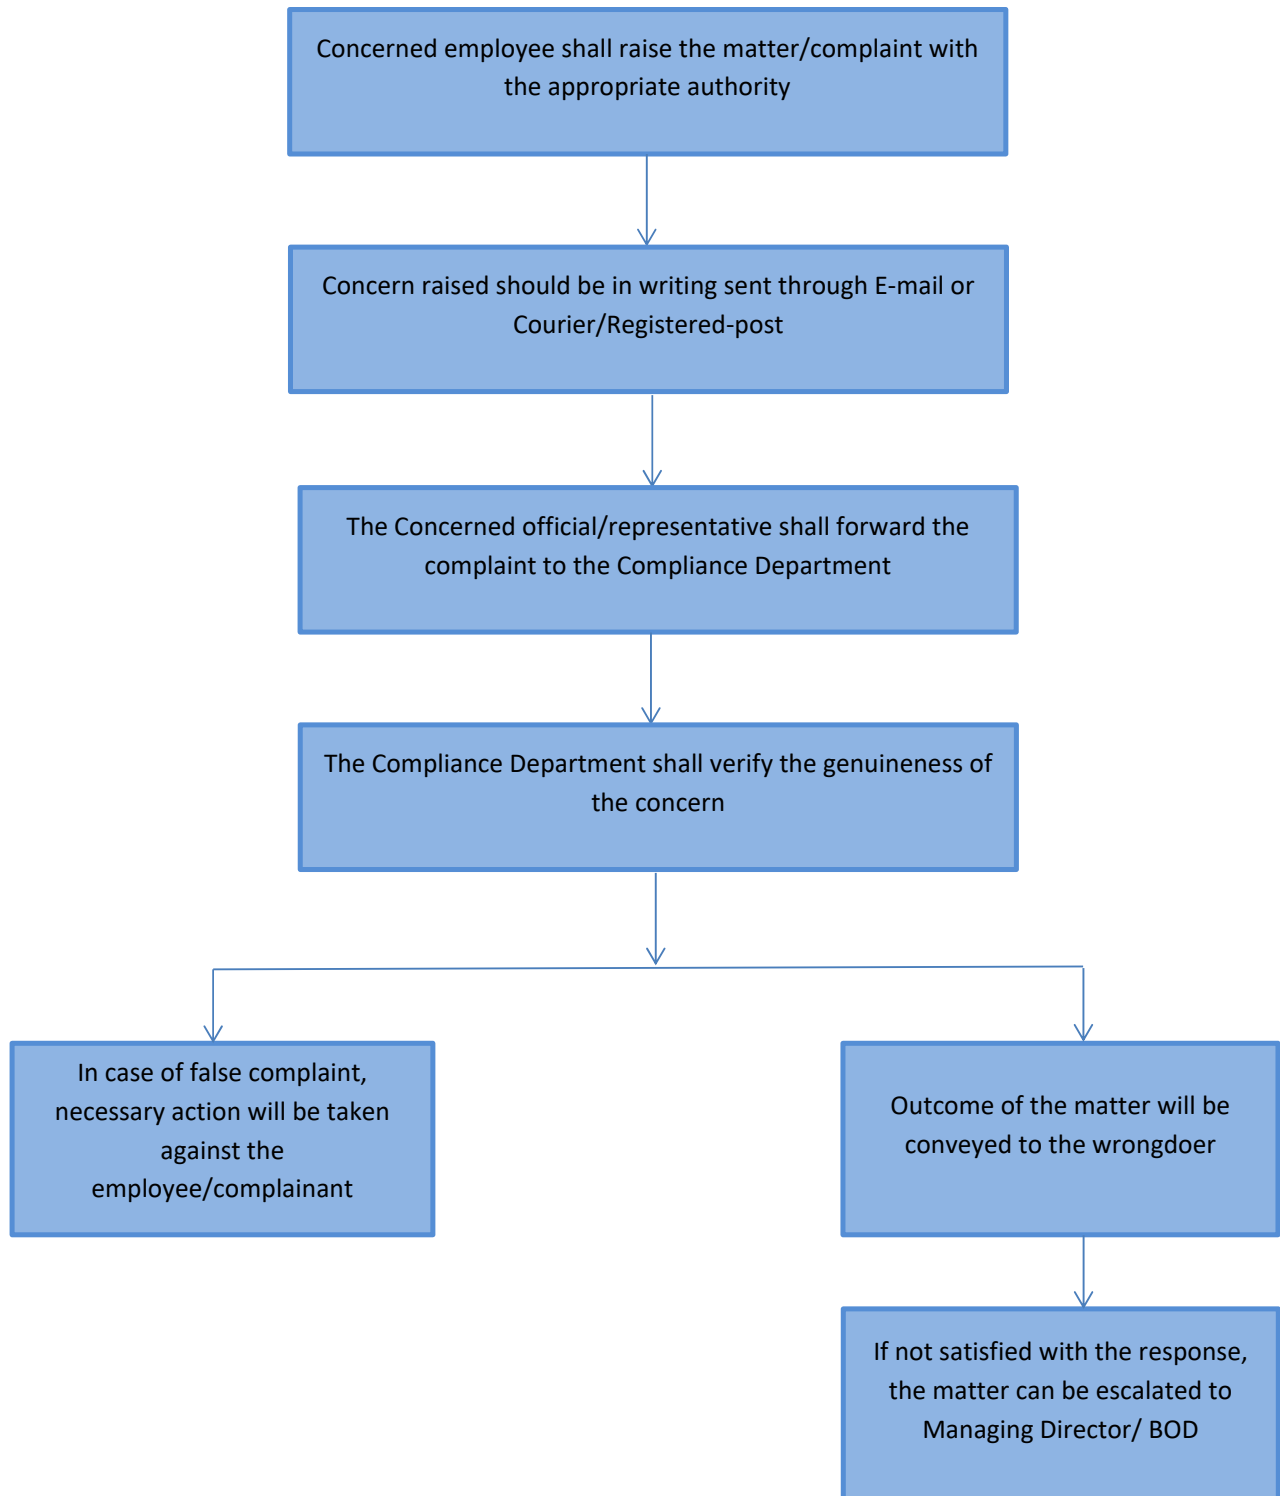 Concerned employee shall raise the matter/complaint with
the appropriate authority
Concern raised should be in writing sent through E-mail or
Courier/Registered-post
The Concerned official/representative shall forward the
complaint to the Compliance Department
The Compliance Department shall verify the genuineness of
the concern
In case of false complaint,
necessary action will be taken
against the
employee/complainant
Outcome of the matter will be
conveyed to the wrongdoer
If not satisfied with the response,
the matter can be escalated to
Managing Director/ BOD